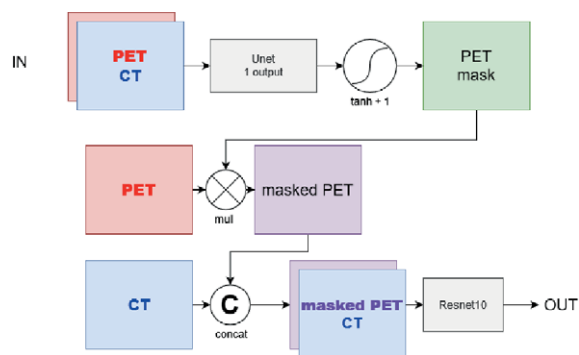 IN
PET
CT
Unet
1 output
tanh + 1
PET
mask
PET
mul
masked PET
CT
C
concat
masked PET
CT
Resnet10
OUT